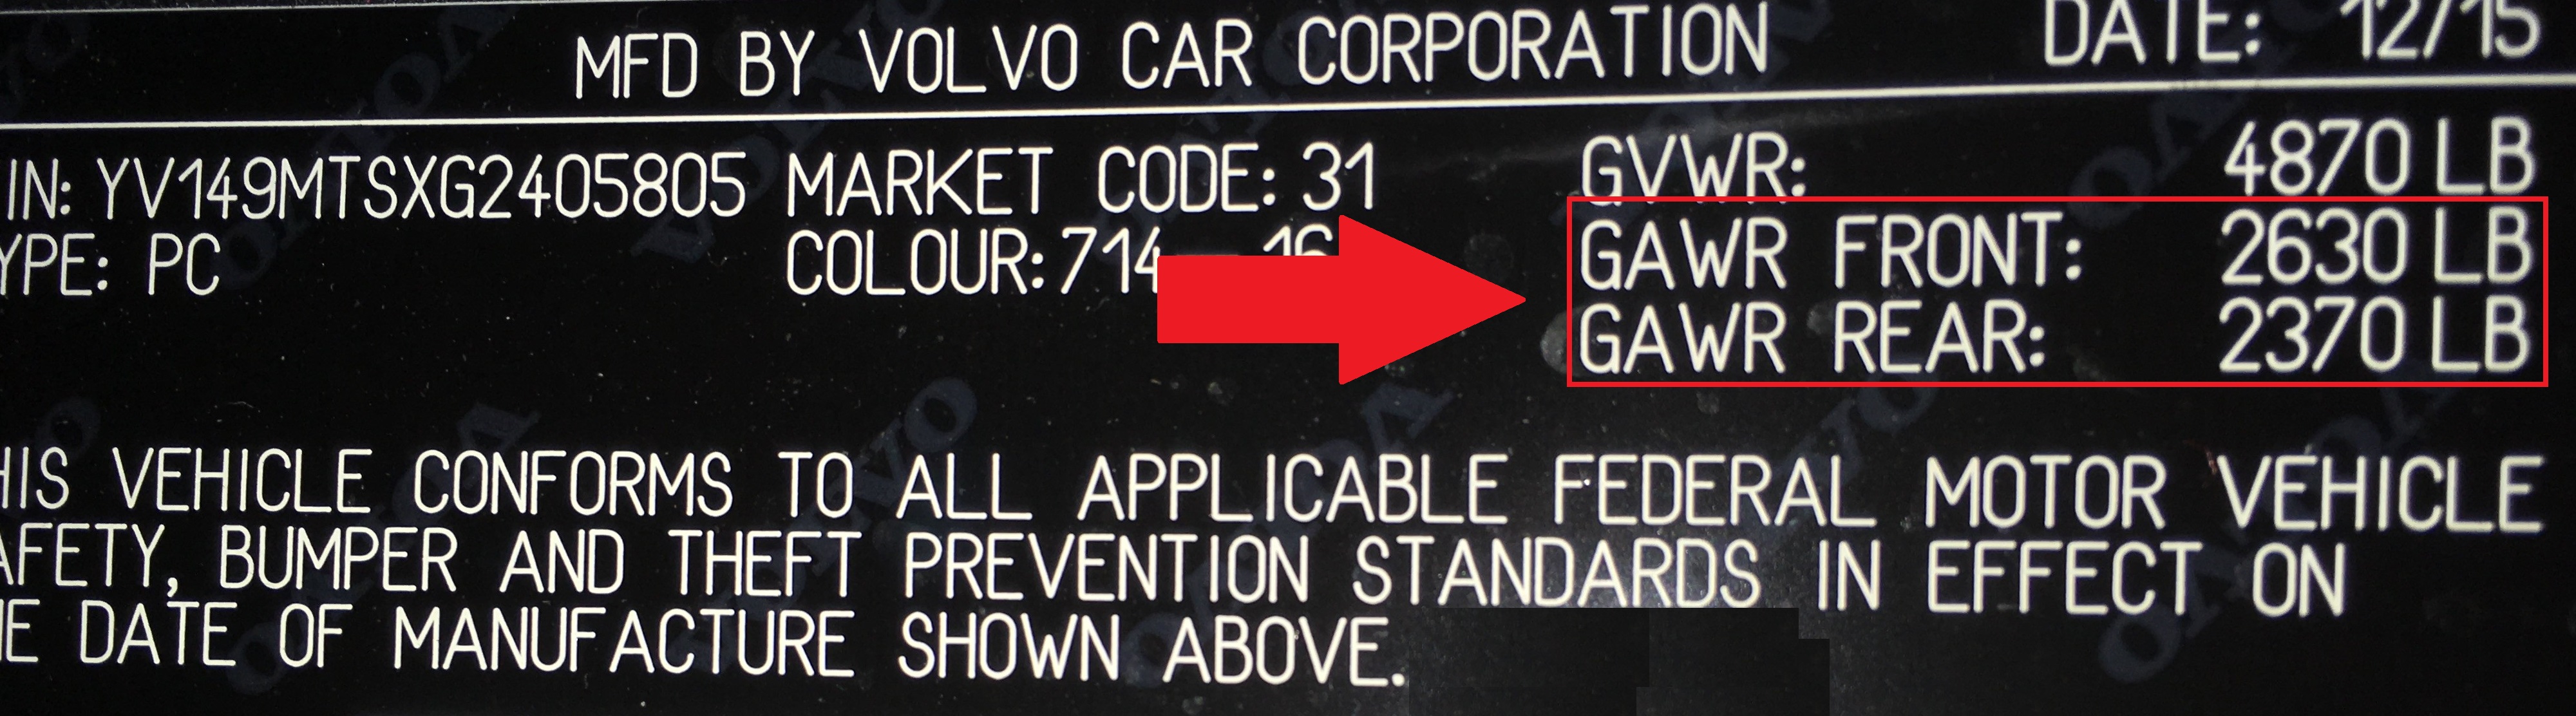 MFD BY VOLVO CAR CORPORATION DATE: 12/15
IN: YV149MTSXG2405805 MARKET CODE: 31 GVWR: 4870 LB
YPE: PC COLOUR: 714 16 GAWR FRONT: 2630 LB
GAWR REAR: 2370 LB
HIS VEHICLE CONFORMS TO ALL APPLICABLE FEDERAL MOTOR VEHICLE
AFETY, BUMPER AND THEFT PREVENTION STANDARDS IN EFFECT ON
HE DATE OF MANUFACTURE SHOWN ABOVE.